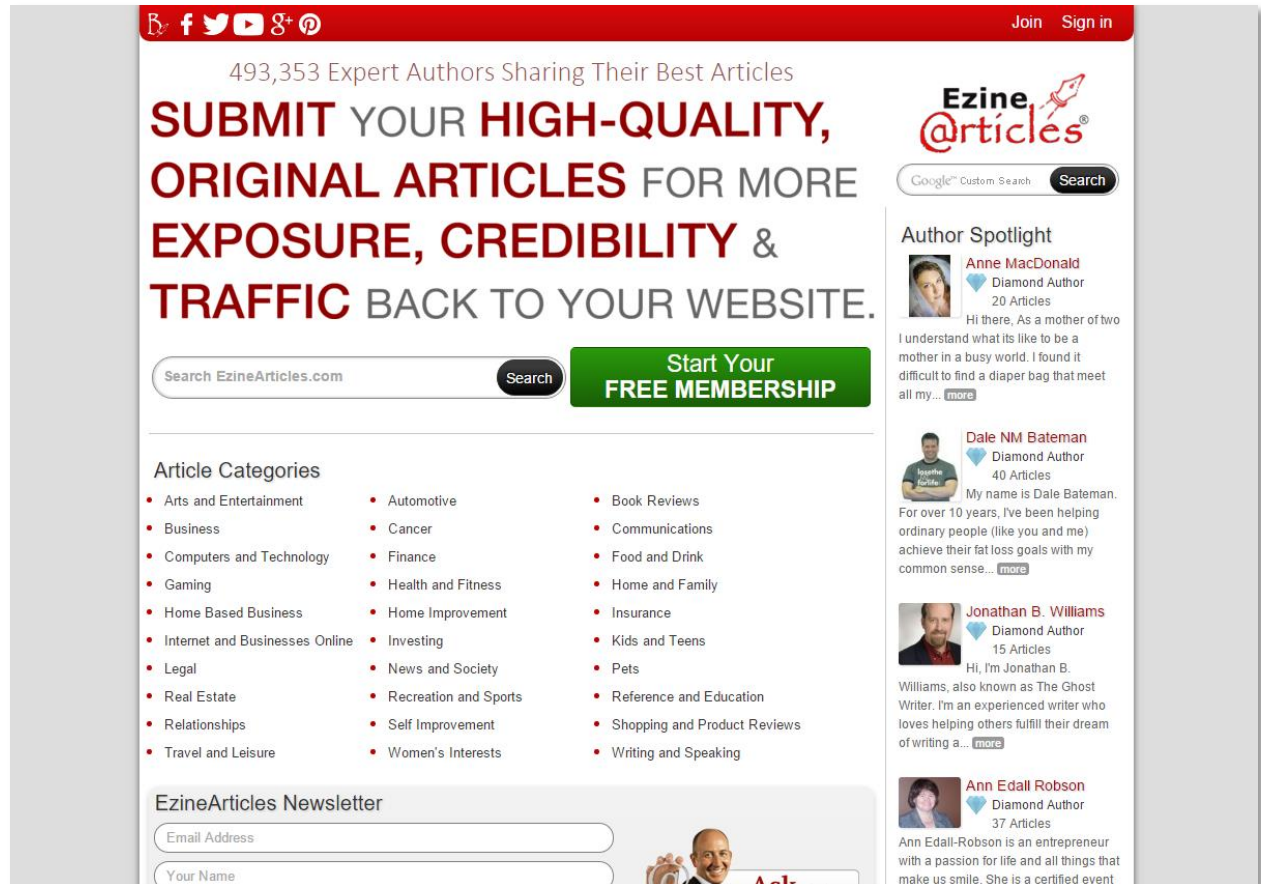 Join Sign in
493,353 Expert Authors Sharing Their Best Articles
SUBMIT YOUR HIGH-QUALITY,
ORIGINAL ARTICLES FOR MORE
EXPOSURE, CREDIBILITY &
TRAFFIC BACK TO YOUR WEBSITE.
Search EzineArticles.com Search
Start Your
FREE MEMBERSHIP
Article Categories
Arts and Entertainment
Automotive
Book Reviews
Business
Cancer
Communications
Computers and Technology
Finance
Food and Drink
Gaming
Health and Fitness
Home and Family
Home Based Business
Home Improvement
Insurance
Internet and Businesses Online
Investing
Kids and Teens
Legal
News and Society
Pets
Real Estate
Recreation and Sports
Reference and Education
Relationships
Self Improvement
Shopping and Product Reviews
Travel and Leisure
Women's Interests
Writing and Speaking
EzineArticles Newsletter
Email Address
Your Name
Ask
Ezine
@rticles®
Google™ Custom Search Search
Author Spotlight
Anne MacDonald
Diamond Author
20 Articles
Hi there, As a mother of two
I understand what its like to be a
mother in a busy world. I found it
difficult to find a diaper bag that meet
all my... more
Dale NM Bateman
Diamond Author
40 Articles
My name is Dale Bateman.
For over 10 years, I've been helping
ordinary people (like you and me)
achieve their fat loss goals with my
common sense... more
Jonathan B. Williams
Diamond Author
15 Articles
Hi, I'm Jonathan B.
Williams, also known as The Ghost
Writer. I'm an experienced writer who
loves helping others fulfill their dream
of writing a... more
Ann Edall Robson
Diamond Author
37 Articles
Ann Edall-Robson is an entrepreneur
with a passion for life and all things that
make us smile. She is a certified event